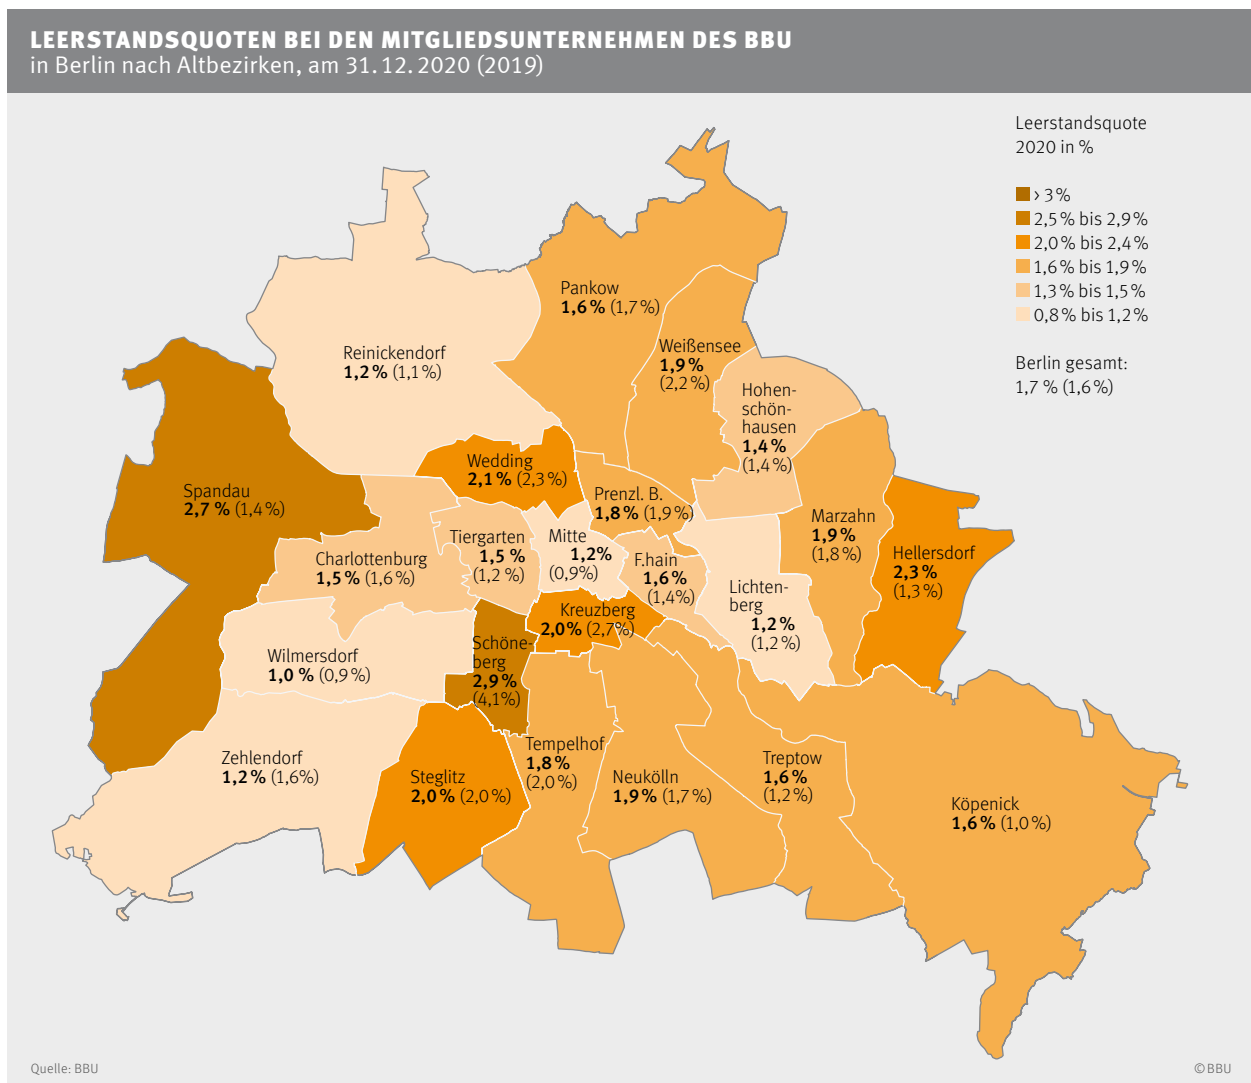 LEERSTANDSQUOTEN BEI DEN MITGLIEDSUNTERNEHMEN DES BBU
in Berlin nach Altbezirken, am 31.12.2020 (2019)
Leerstandsquote
2020 in %
> 3 %
2,5 % bis 2,9 %
2,0 % bis 2,4 %
1,6 % bis 1,9 %
1,3 % bis 1,5 %
0,8 % bis 1,2 %
Berlin gesamt:
1,7 % (1,6 %)
Pankow
1,6 % (1,7 %)
Weißensee
1,9 %
(2,2 %)
Reinickendorf
1,2 % (1,1 %)
Hohen-
schön-
hausen
1,4 %
(1,4 %)
Wedding
2,1 % (2,3 %)
Spandau
2,7 % (1,4 %)
Prenzl. B.
1,8 % (1,9 %)
Marzahn
1,9 %
(1,8 %)
Hellersdorf
2,3 %
(1,3 %)
Charlottenburg
1,5 % (1,6 %)
Tiergarten
1,5 %
(1,2 %)
Mitte
1,2%
(0,9%)
F.hain
1,6 %
(1,4%)
Lichten-
berg
1,2 %
(1,2 %)
Kreuzberg
2,0% (2,7%)
Wilmersdorf
1,0 % (0,9 %)
Schöne-
berg
2,9 %
(4,1%)
Zehlendorf
1,2 % (1,6%)
Steglitz
2,0 % (2,0 %)
Tempelhof
1,8 %
(2,0 %)
Neukölln
1,9 % (1,7 %)
Treptow
1,6 %
(1,2 %)
Köpenick
1,6 % (1,0 %)
Quelle: BBU
© BBU